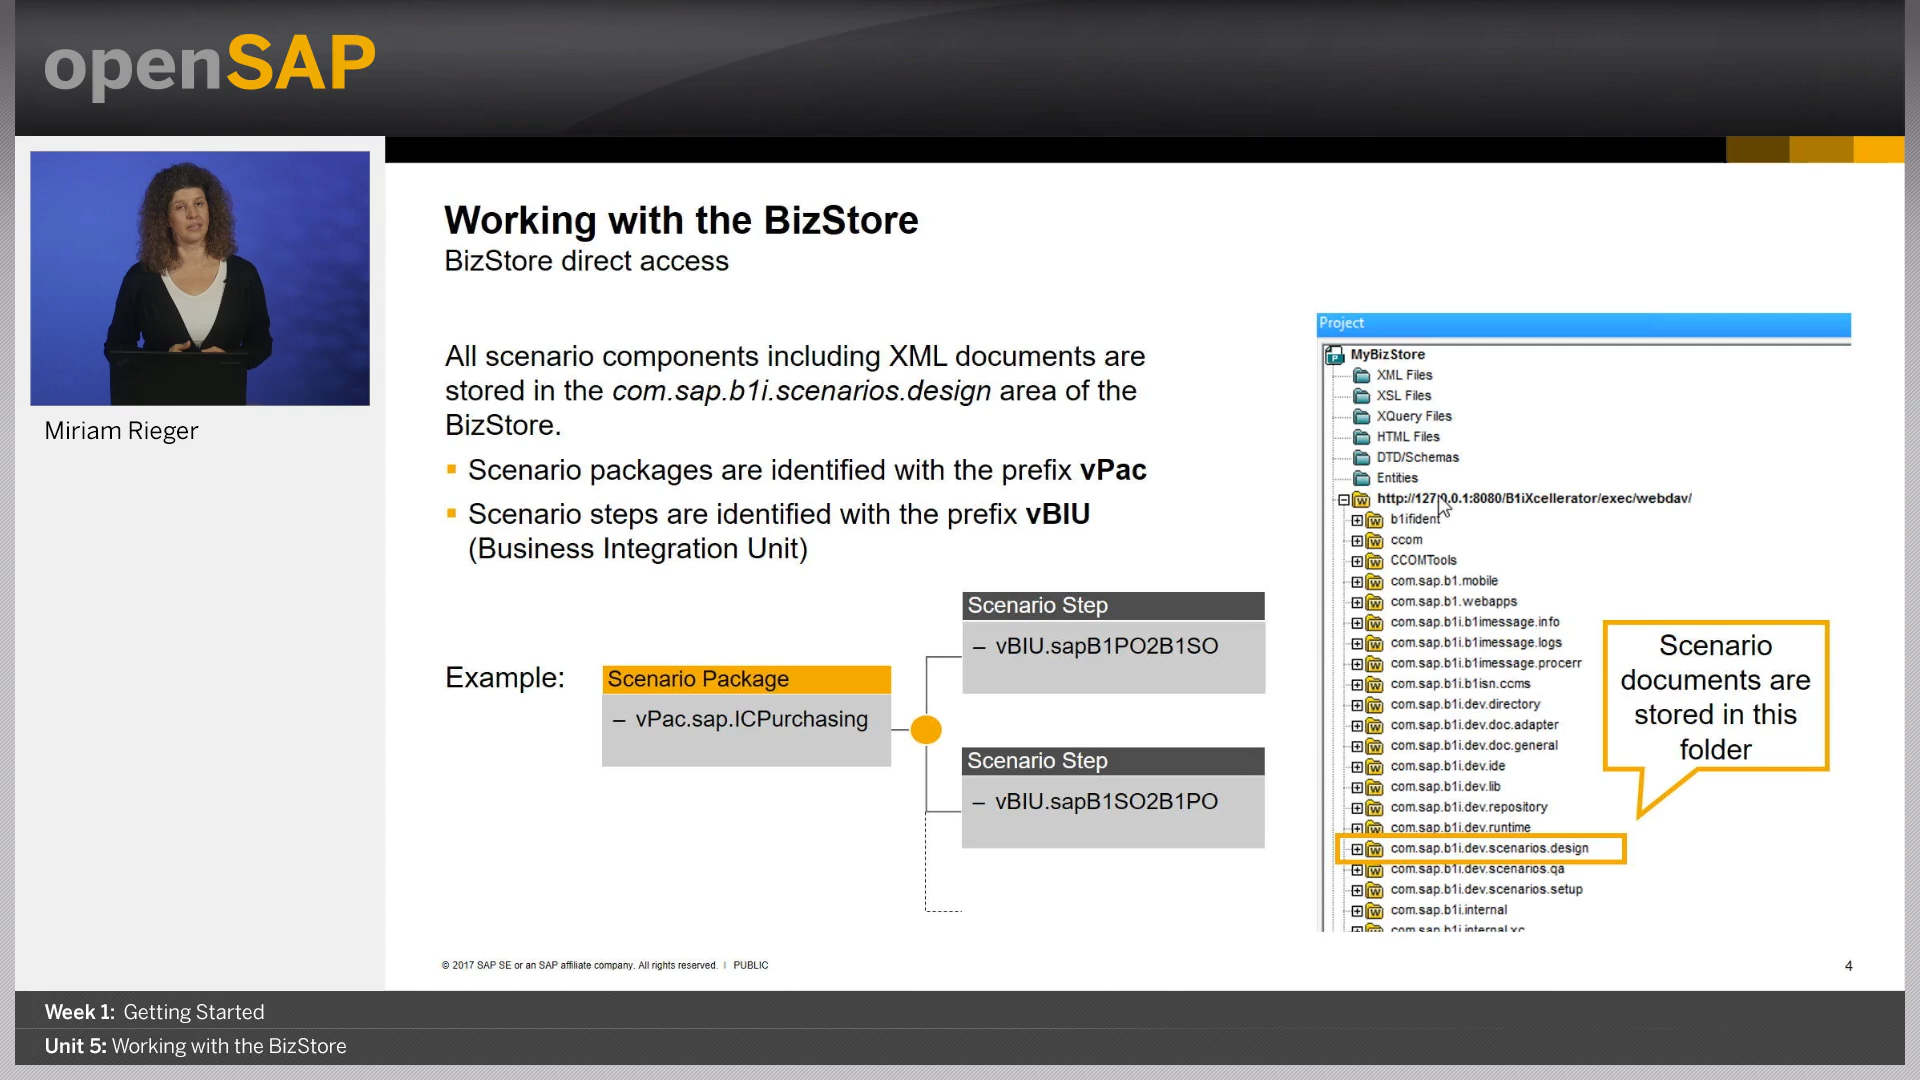 openSAP
Miriam Rieger
Working with the BizStore
BizStore direct access
All scenario components including XML documents are
stored in the com.sap.b1i.scenarios.design area of the
BizStore.
Scenario packages are identified with the prefix vPac
Scenario steps are identified with the prefix vBIU
(Business Integration Unit)
Example:
Scenario Package
– vPac.sap.ICPurchasing
Scenario Step
– vBIU.sapB1PO2B1SO
Scenario Step
– vBIU.sapB1SO2B1PO
Project
MyBizStore
XML Files
XSL Files
XQuery Files
HTML Files
DTD/Schemas
Entities
http://127.0.0.1:8080/B1iXcellerator/exec/webdav/
b1ifident
ccom
CCOMTools
com.sap.b1.mobile
com.sap.b1.webapps
com.sap.b1i.b1imessage.info
com.sap.b1i.b1imessage.logs
com.sap.b1i.b1imessage.procerr
com.sap.b1i.b1isn.ccms
com.sap.b1i.dev.directory
com.sap.b1i.dev.doc.adapter
com.sap.b1i.dev.doc.general
com.sap.b1i.dev.ide
com.sap.b1i.dev.lib
com.sap.b1i.dev.repository
com.sap.b1i.dev.runtime
com.sap.b1i.dev.scenarios.design
com.sap.b1i.dev.scenarios.qa
com.sap.b1i.dev.scenarios.setup
com.sap.b1i.internal
com.sap.b1i.internal.xc
Scenario
documents are
stored in this
folder
© 2017 SAP SE or an SAP affiliate company. All rights reserved. | PUBLIC
4
Week 1: Getting Started
Unit 5: Working with the BizStore